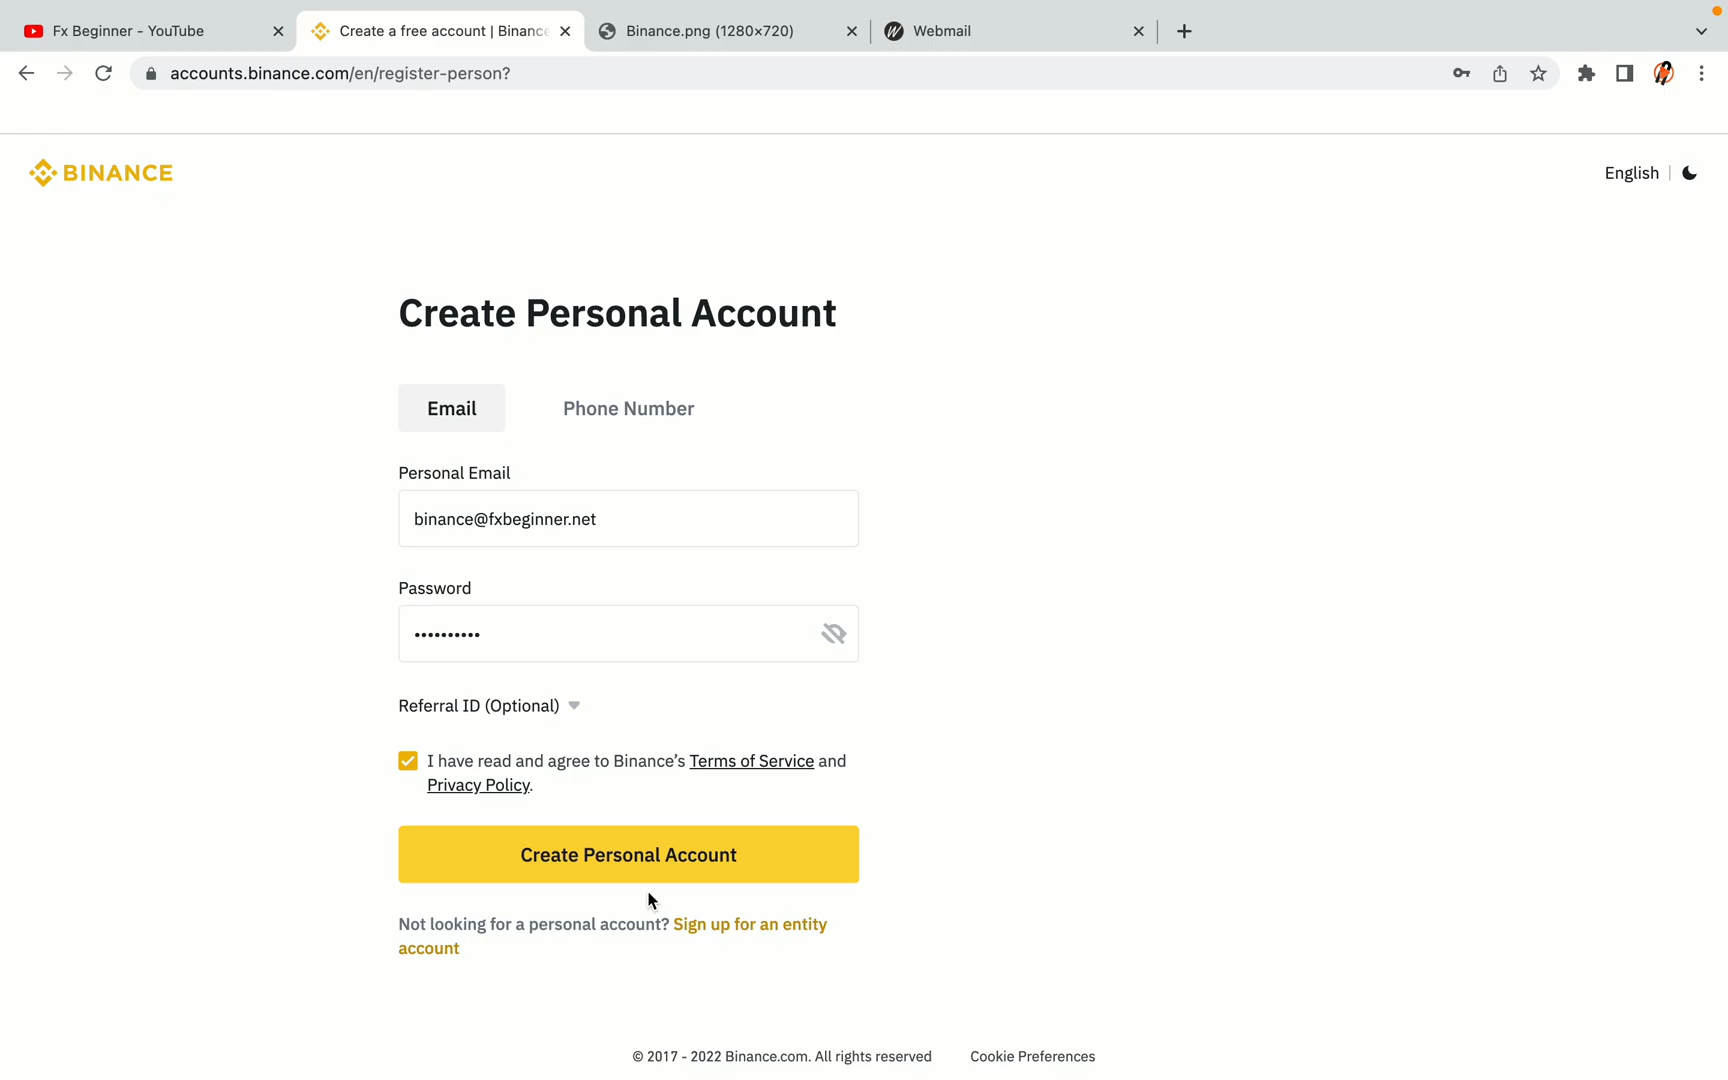 Fx Beginner - YouTube
Create a free account | Binance
Binance.png (1280×720)
Webmail
accounts.binance.com/en/register-person?
BINANCE
English
Create Personal Account
Email
Phone Number
Personal Email
binance@fxbeginner.net
Password
••••••••••
Referral ID (Optional)
I have read and agree to Binance’s Terms of Service and
Privacy Policy.
Create Personal Account
Not looking for a personal account? Sign up for an entity
account
© 2017 - 2022 Binance.com. All rights reserved
Cookie Preferences